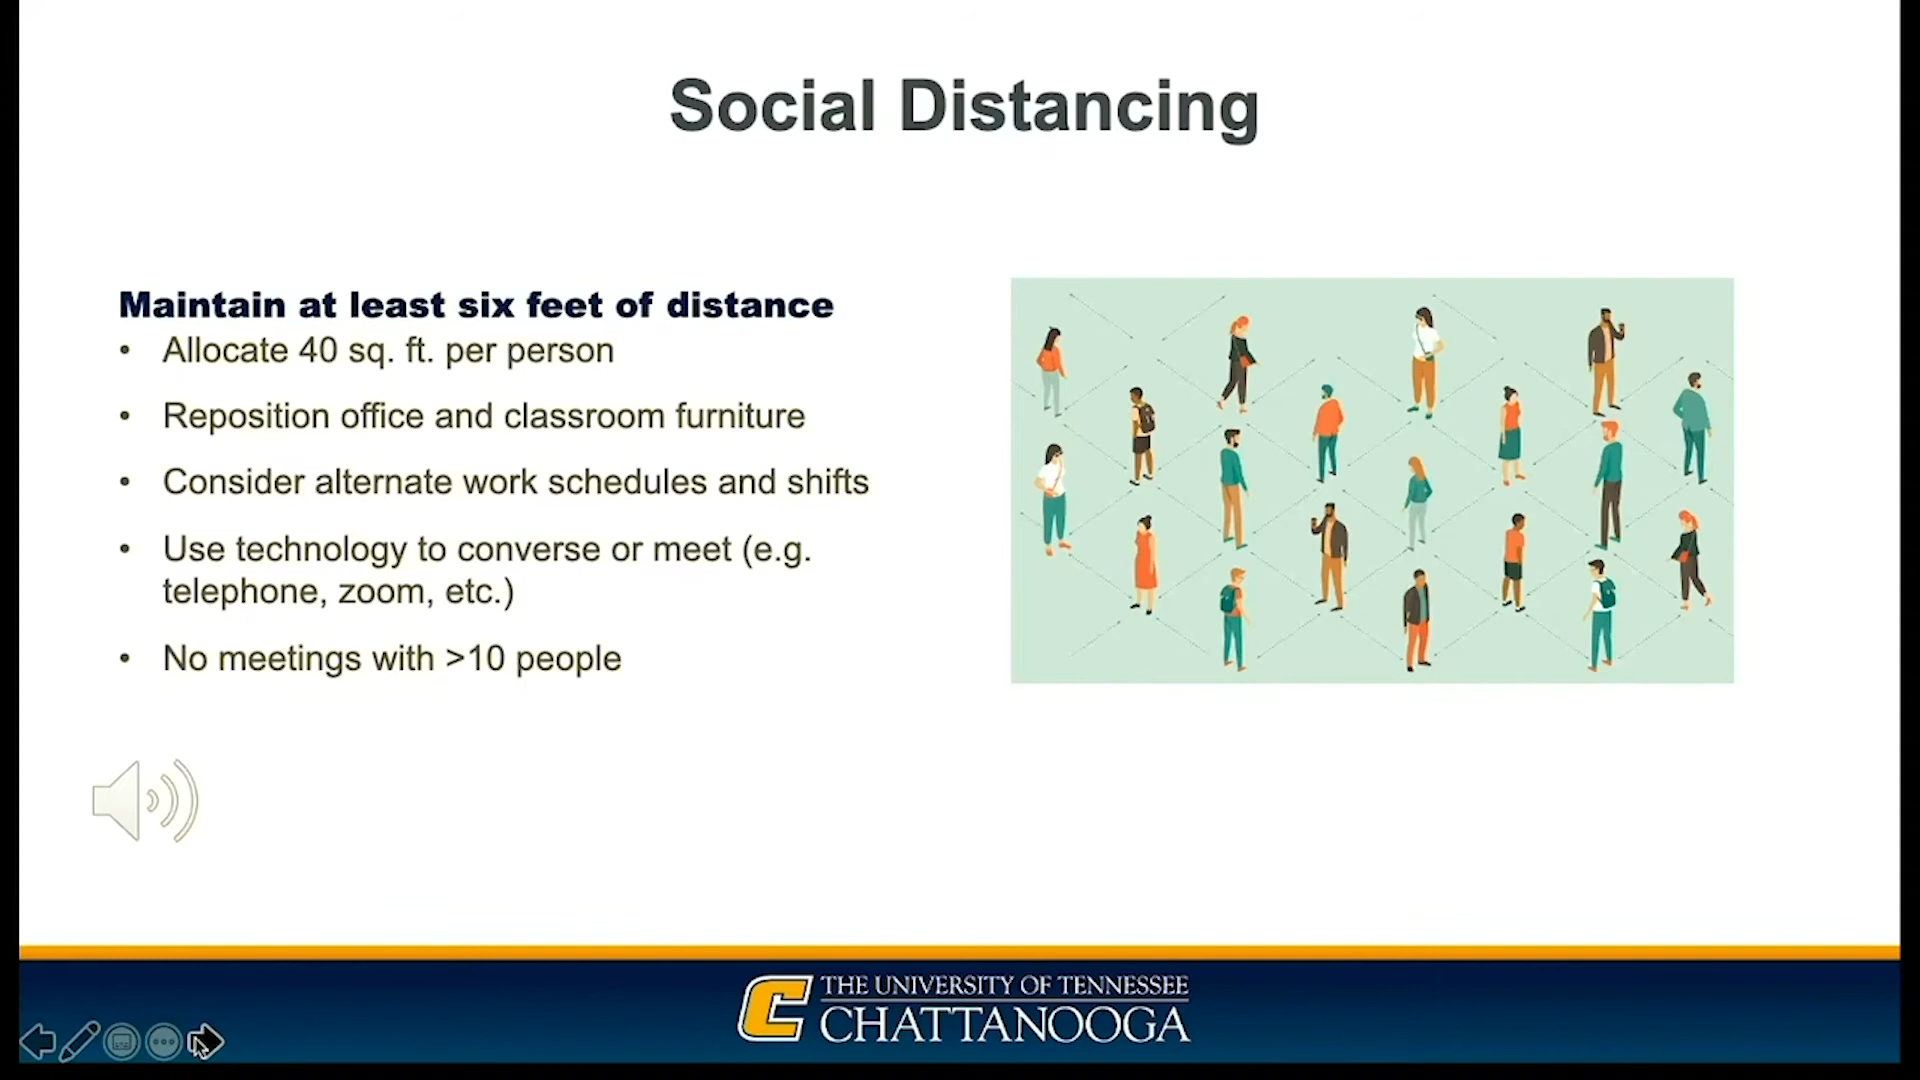 Social Distancing
Maintain at least six feet of distance
• Allocate 40 sq. ft. per person
• Reposition office and classroom furniture
• Consider alternate work schedules and shifts
• Use technology to converse or meet (e.g.
telephone, zoom, etc.)
• No meetings with >10 people
C
THE UNIVERSITY OF TENNESSEE
CHATTANOOGA